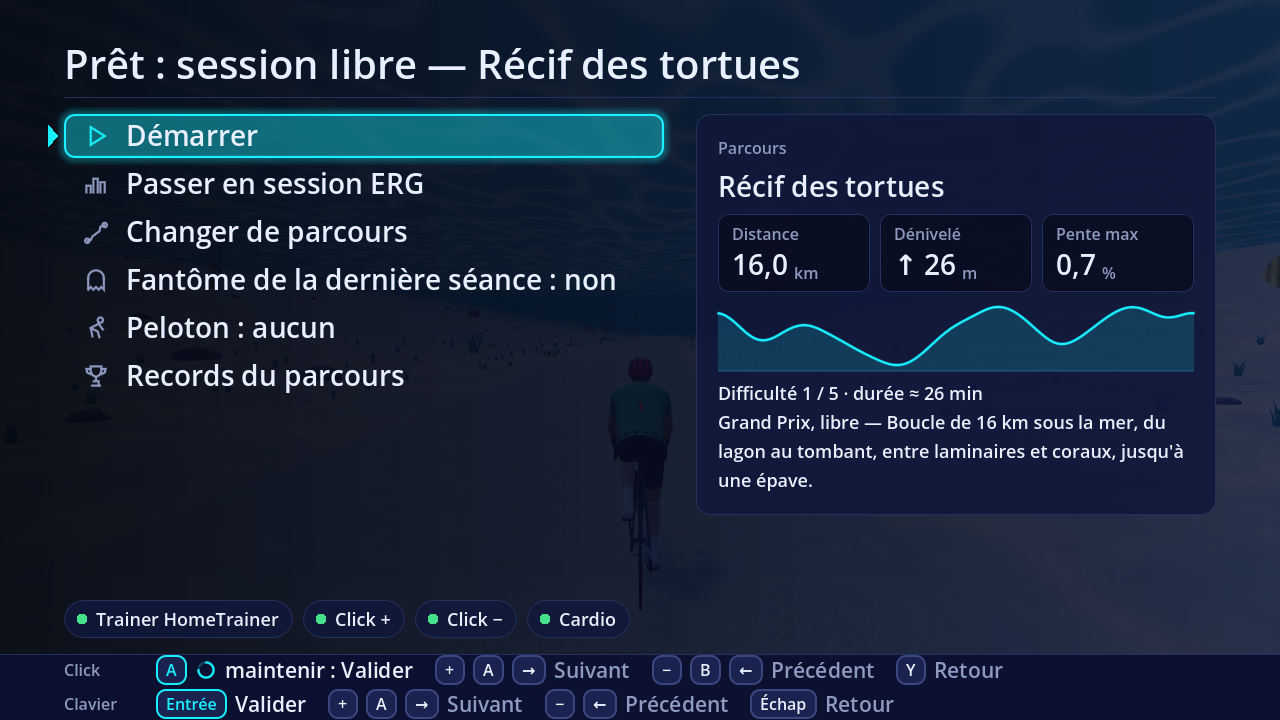 Prêt : session libre — Récif des tortues
Démarrer
Passer en session ERG
Changer de parcours
Fantôme de la dernière séance : non
Peloton : aucun
Records du parcours
Parcours
Récif des tortues
Distance
16,0 km
Dénivelé
↑ 26 m
Pente max
0,7 %
Difficulté 1 / 5 · durée ≈ 26 min
Grand Prix, libre — Boucle de 16 km sous la mer, du
lagon au tombant, entre laminaires et coraux, jusqu'à
une épave.
Trainer HomeTrainer
Click +
Click −
Cardio
Click A maintenir : Valider + A → Suivant − B ← Précédent Y Retour
Clavier Entrée Valider + A → Suivant − ← Précédent Échap Retour